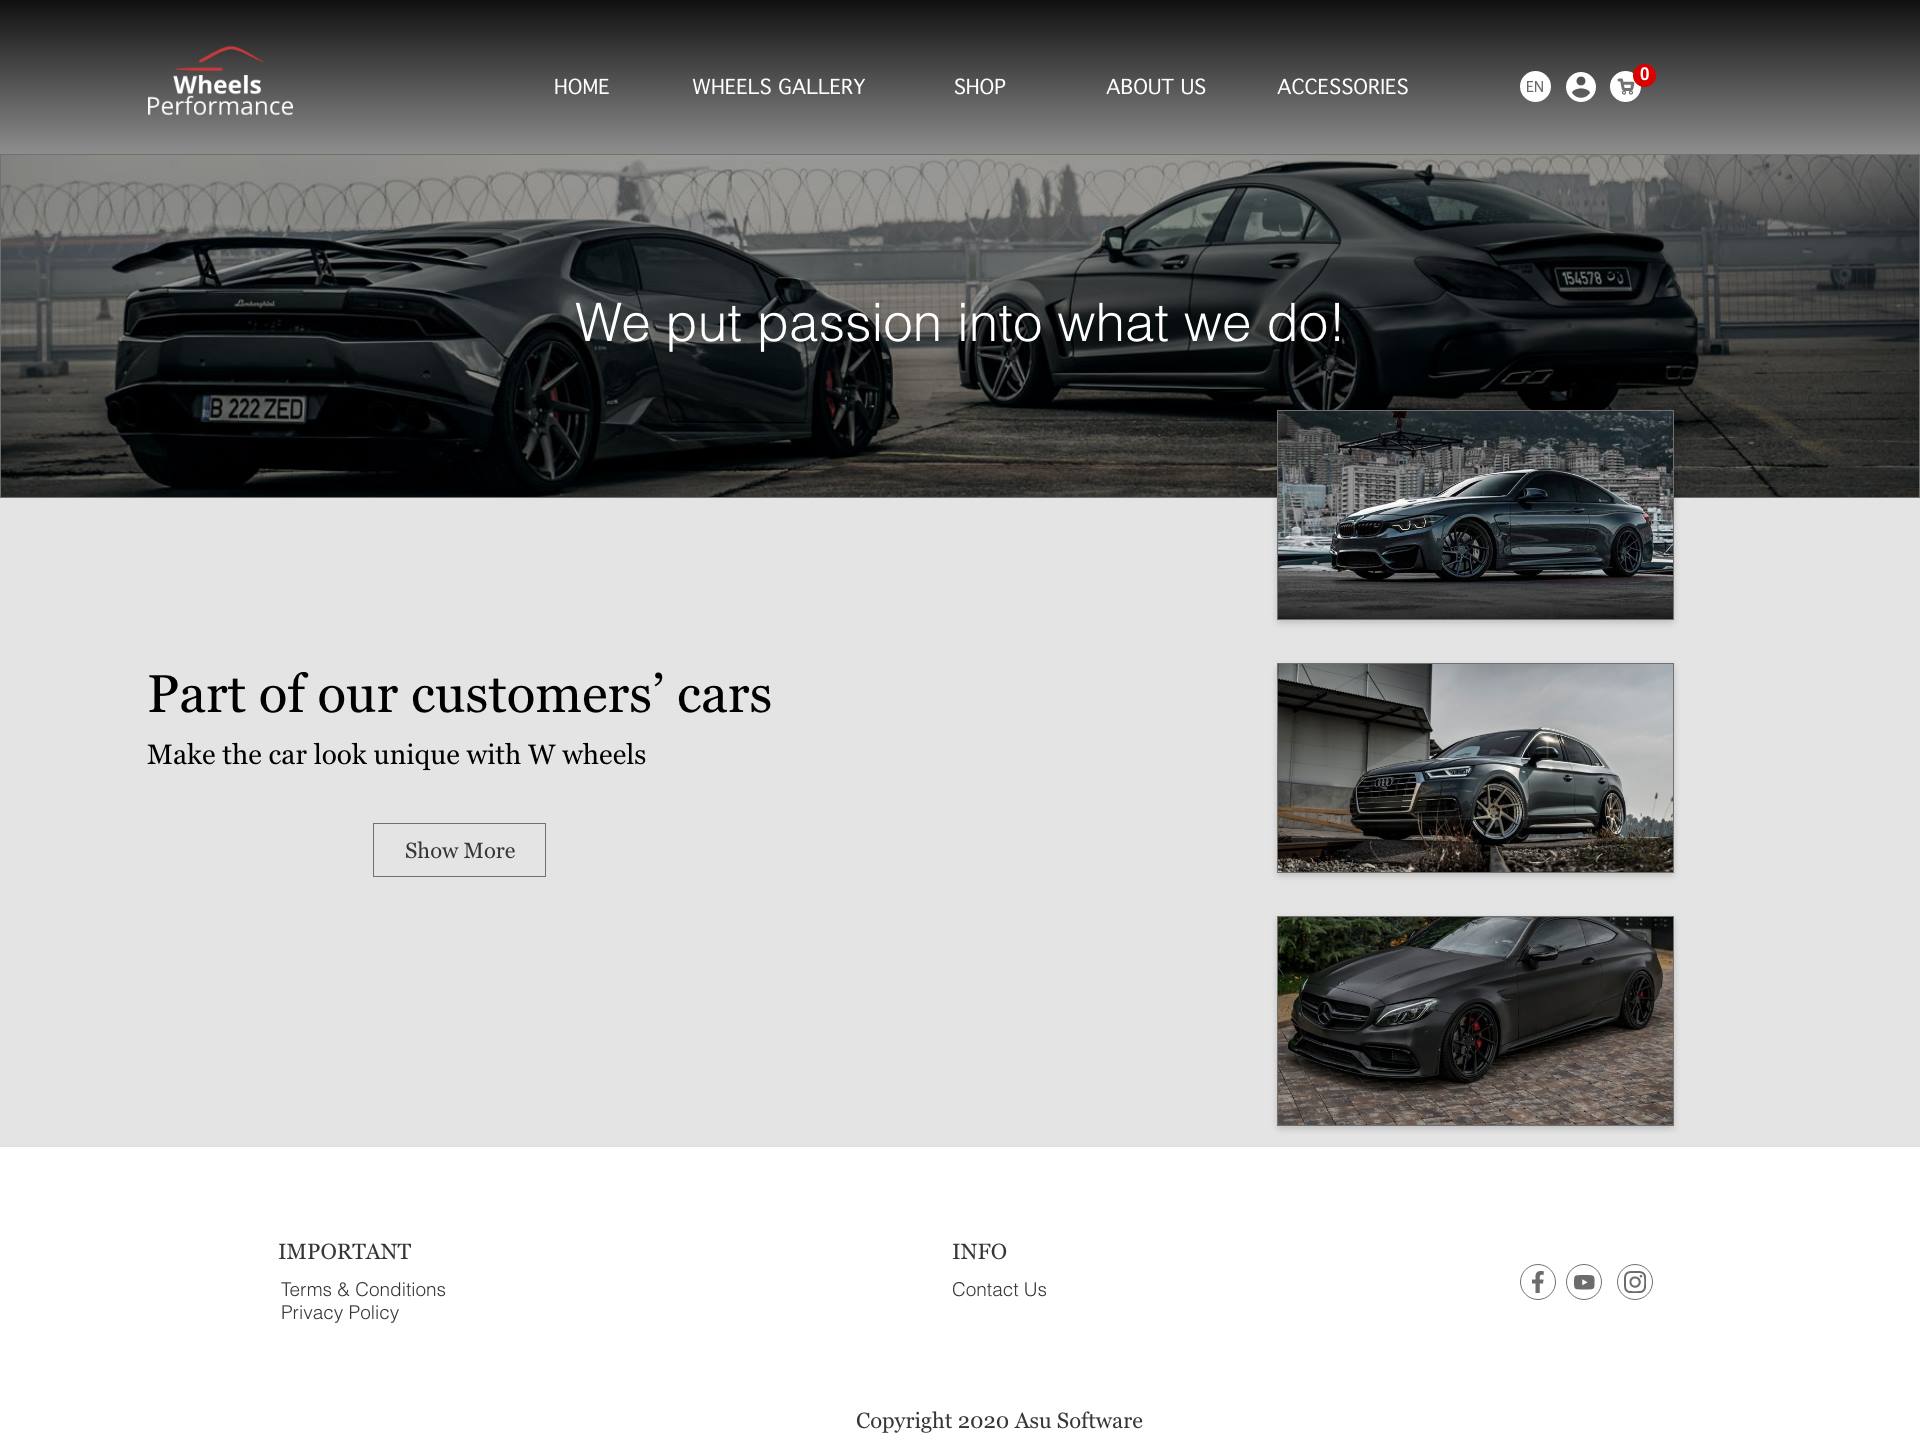 Wheels
Performance
HOME
WHEELS GALLERY
SHOP
ABOUT US
ACCESSORIES
EN
0
Lamborghini
154578
We put passion into what we do!
B 222 ZED
Part of our customers’ cars
Make the car look unique with W wheels
Show More
IMPORTANT
Terms & Conditions
Privacy Policy
INFO
Contact Us
Copyright 2020 Asu Software